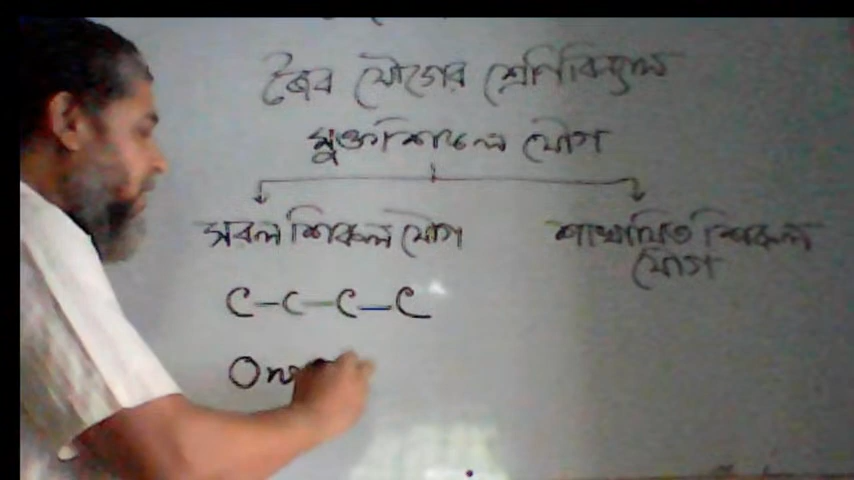 জৈব যৌগের শ্রেণিবিন্যাস
মুক্ত শিকল যৌগ
সরল শিকল যৌগ
শাখায়িত শিকল যৌগ
C–C–C–C